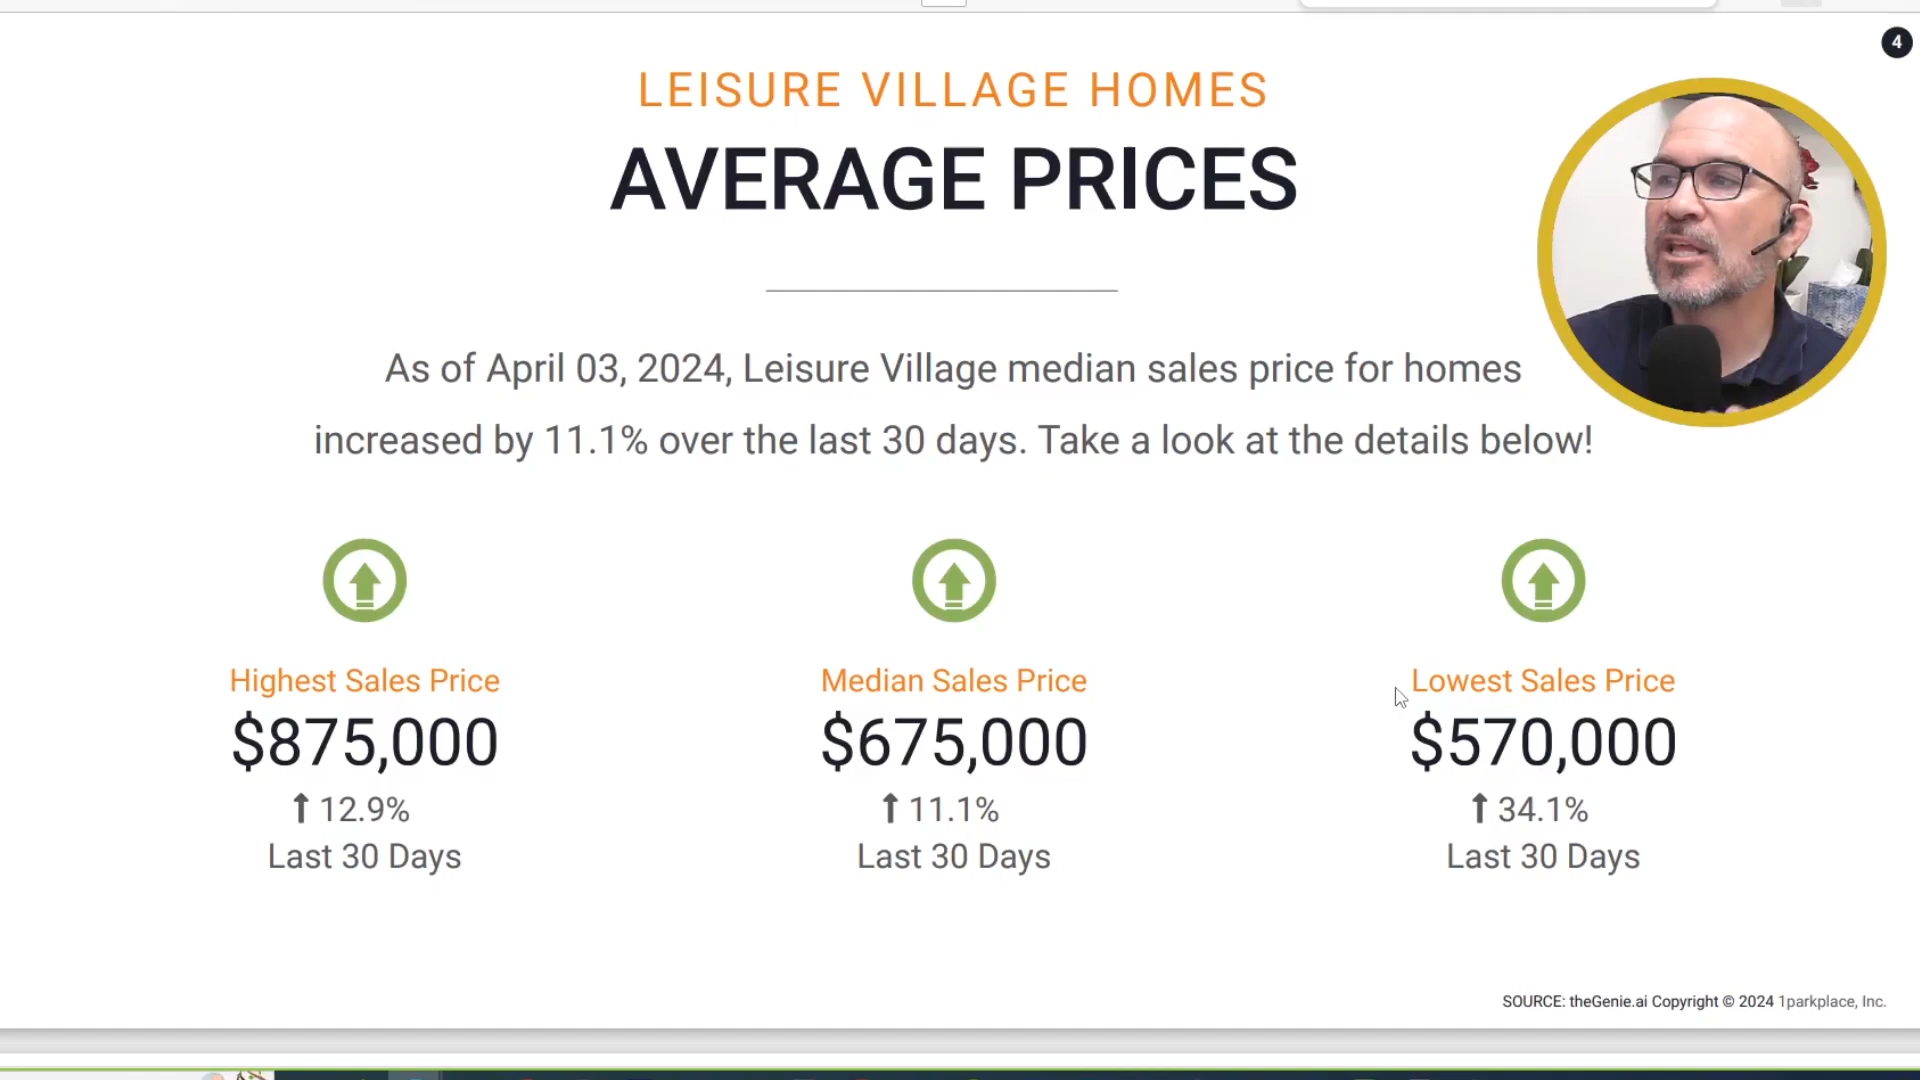 4
LEISURE VILLAGE HOMES
AVERAGE PRICES
As of April 03, 2024, Leisure Village median sales price for homes
increased by 11.1% over the last 30 days. Take a look at the details below!
Highest Sales Price
$875,000
12.9%
Last 30 Days
Median Sales Price
$675,000
11.1%
Last 30 Days
Lowest Sales Price
$570,000
34.1%
Last 30 Days
SOURCE: theGenie.ai Copyright © 2024 1parkplace, Inc.